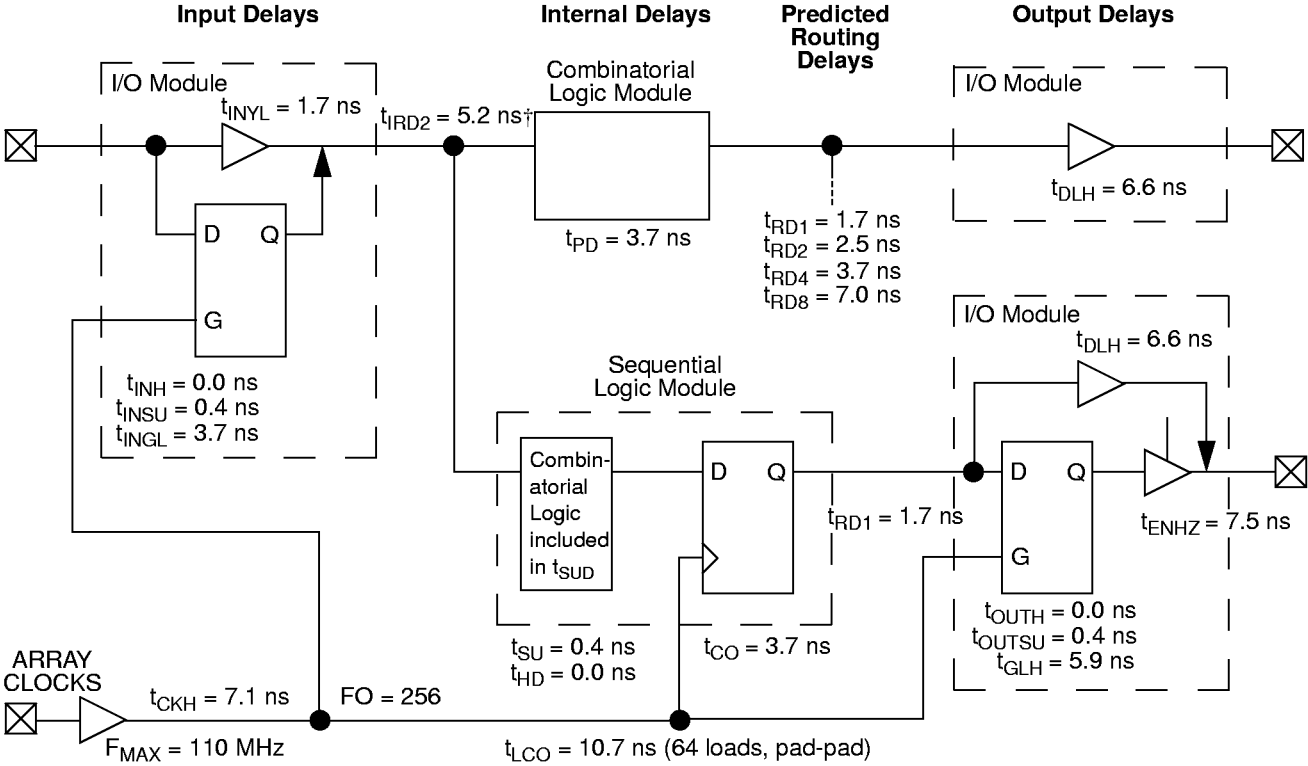 Input Delays
Internal Delays
Predicted
Routing
Delays
Output Delays
I/O Module
tINYL = 1.7 ns
tIRD2 = 5.2 ns†
Combinatorial
Logic Module
tPD = 3.7 ns
tRD1 = 1.7 ns
tRD2 = 2.5 ns
tRD4 = 3.7 ns
tRD8 = 7.0 ns
I/O Module
tDLH = 6.6 ns
D
Q
G
tINH = 0.0 ns
tINSU = 0.4 ns
tINGL = 3.7 ns
Sequential
Logic Module
Combin-
atorial
Logic
included
in tSUD
D
Q
tSU = 0.4 ns
tHD = 0.0 ns
tCO = 3.7 ns
tRD1 = 1.7 ns
I/O Module
tDLH = 6.6 ns
D
Q
G
tENHZ = 7.5 ns
tOUTH = 0.0 ns
tOUTSU = 0.4 ns
tGLH = 5.9 ns
ARRAY
CLOCKS
tCKH = 7.1 ns
FO = 256
FMAX = 110 MHz
tLCO = 10.7 ns (64 loads, pad-pad)